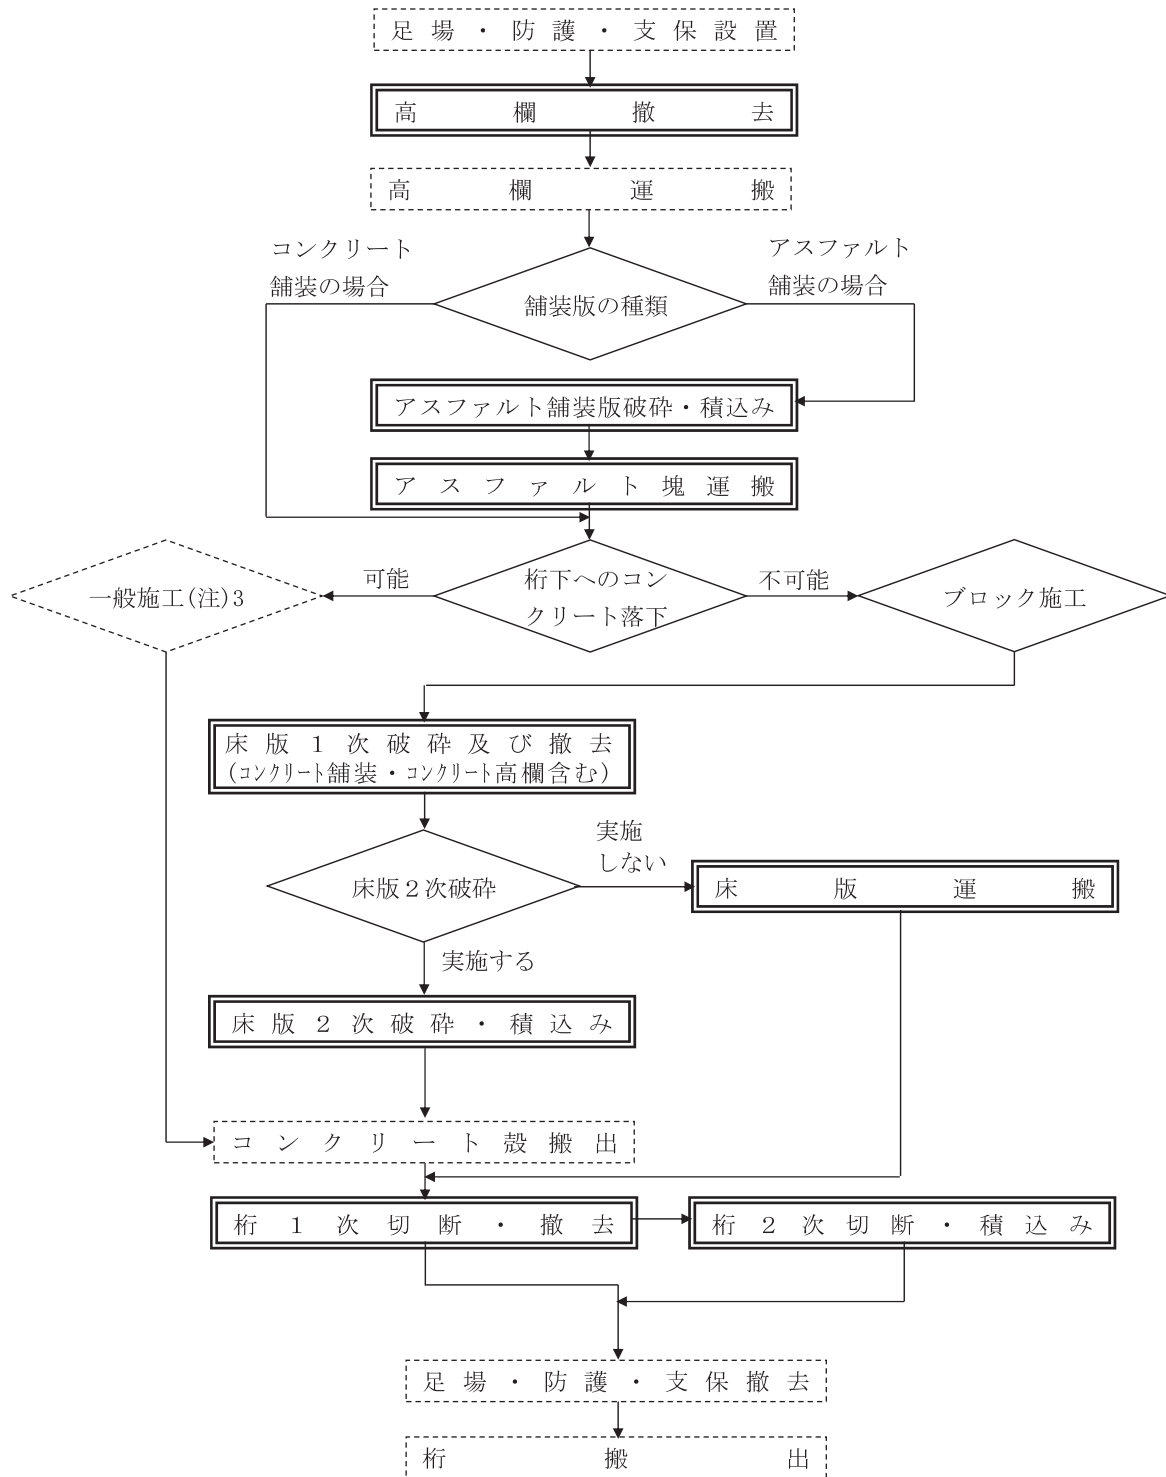 足場・防護・支保設置
高欄撤去
高欄運搬
コンクリート
舗装の場合
アスファルト
舗装の場合
舗装版の種類
アスファルト舗装版破砕・積込み
アスファルト塊運搬
一般施工(注)3
可能
桁下へのコン
クリート落下
不可能
ブロック施工
床版1次破砕及び撤去
(コンクリート舗装・コンクリート高欄含む)
実施
しない
床版2次破砕
床版運搬
実施する
床版2次破砕・積込み
コンクリート殻搬出
桁1次切断・撤去
桁2次切断・積込み
足場・防護・支保撤去
桁搬出